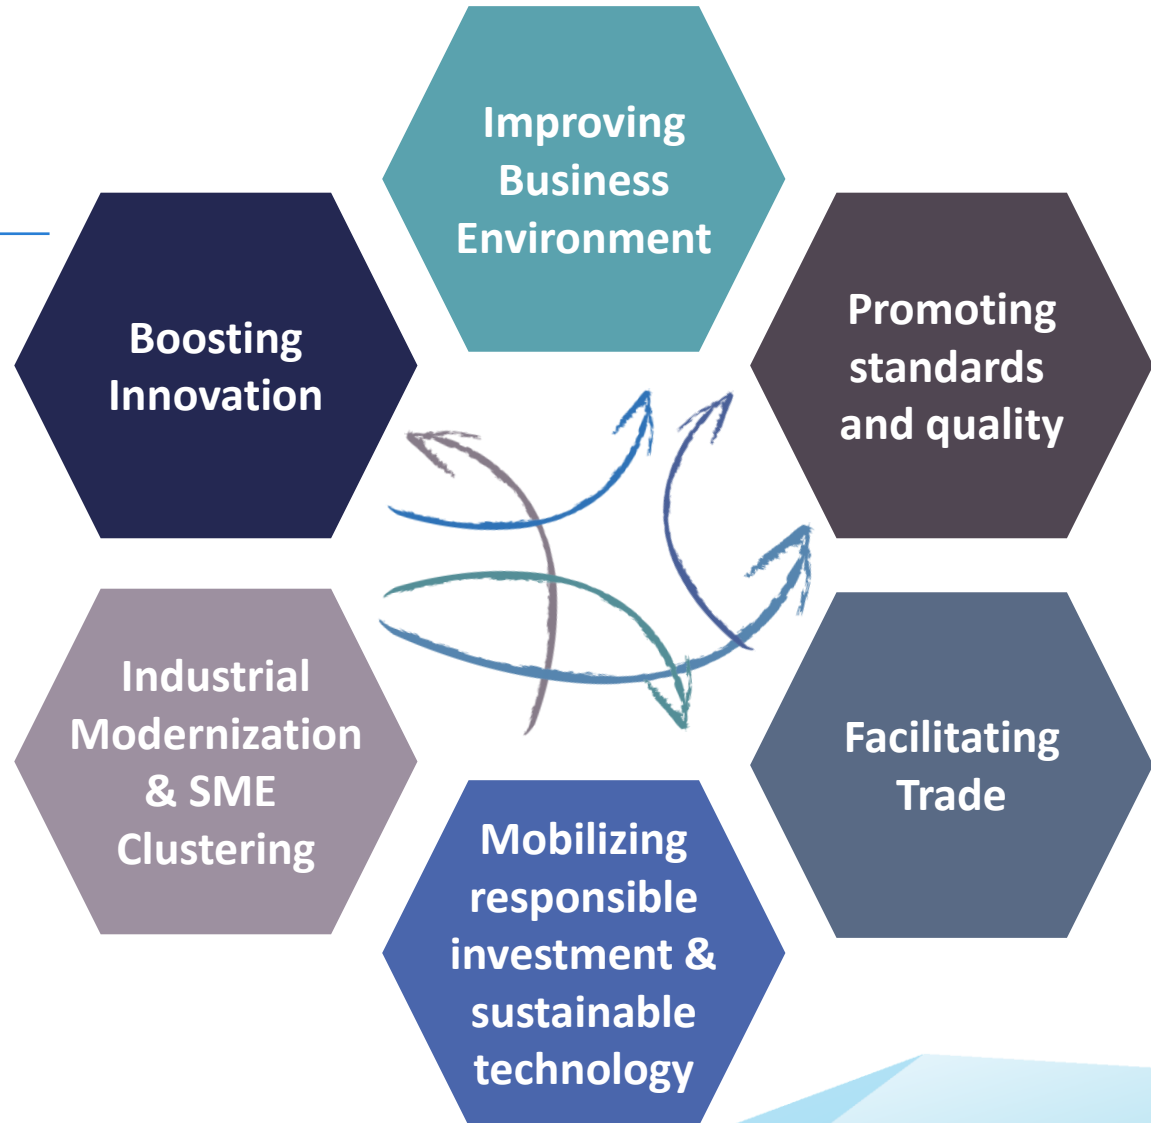 Improving
Business
Environment
Boosting
Innovation
Promoting
standards
and quality
Industrial
Modernization
& SME
Clustering
Facilitating
Trade
Mobilizing
responsible
investment &
sustainable
technology